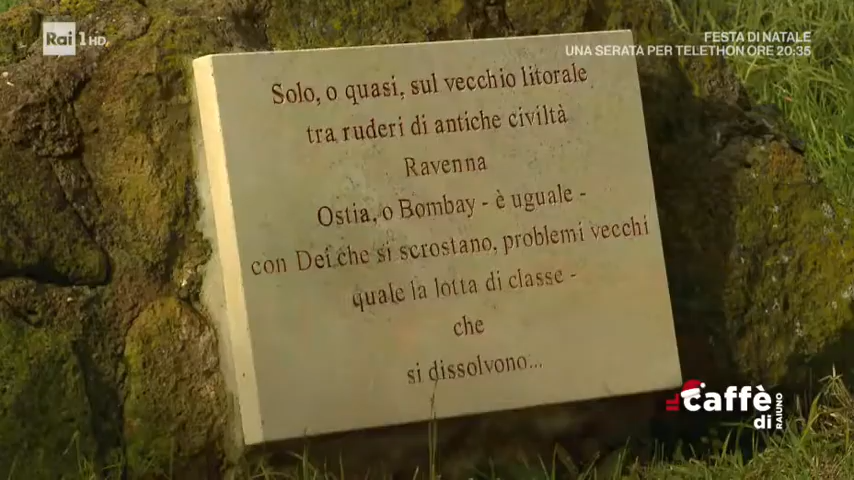 Rai 1 HD
FESTA DI NATALE
UNA SERATA PER TELETHON ORE 20:35
Solo, o quasi, sul vecchio litorale
tra ruderi di antiche civiltà
Ravenna
Ostia, o Bombay - è uguale -
con Dei che si scrostano, problemi vecchi
quale la lotta di classe -
che
si dissolvono...
IL Caffè
di RAIUNO